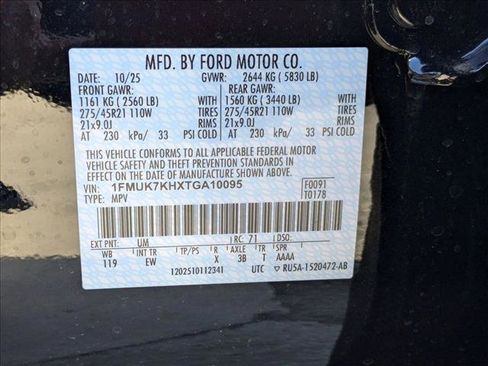 MFD. BY FORD MOTOR CO.
DATE: 10/25 GVWR: 2644 KG ( 5830 LB)
FRONT GAWR: REAR GAWR:
1161 KG ( 2560 LB) WITH 1560 KG ( 3440 LB) WITH
275/45R21 110W TIRES 275/45R21 110W TIRES
21x9.0J RIMS 21x9.0J RIMS
AT 230 kPa/ 33 PSI COLD AT 230 kPa/ 33 PSI COLD
THIS VEHICLE CONFORMS TO ALL APPLICABLE FEDERAL MOTOR
VEHICLE SAFETY AND THEFT PREVENTION STANDARDS IN
EFFECT ON THE DATE OF MANUFACTURE SHOWN ABOVE.
VIN: 1FMUK7KHXTGA10095 F0091
TYPE: MPV T0178
EXT PNT: UM RC: 71 DSO:
WB INT TR TP/PS R AX TR SPR
119 EW X 3B T AAAA
1202510112341 UTC RU5A-1520472-AB